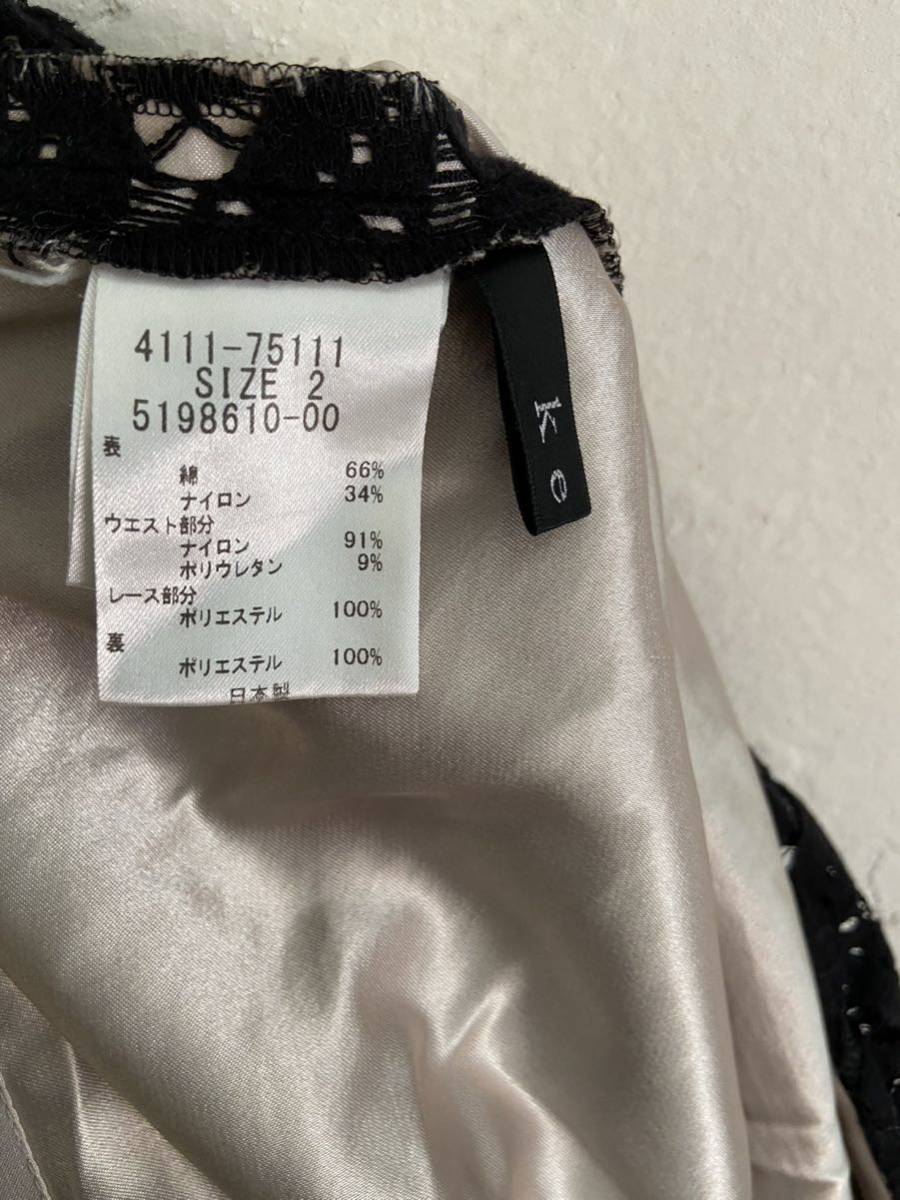 4111-75111
SIZE 2
5198610-00
表
綿 66%
ナイロン 34%
ウエスト部分
ナイロン 91%
ポリウレタン 9%
レース部分
ポリエステル 100%
裏
ポリエステル 100%
日本製
K e